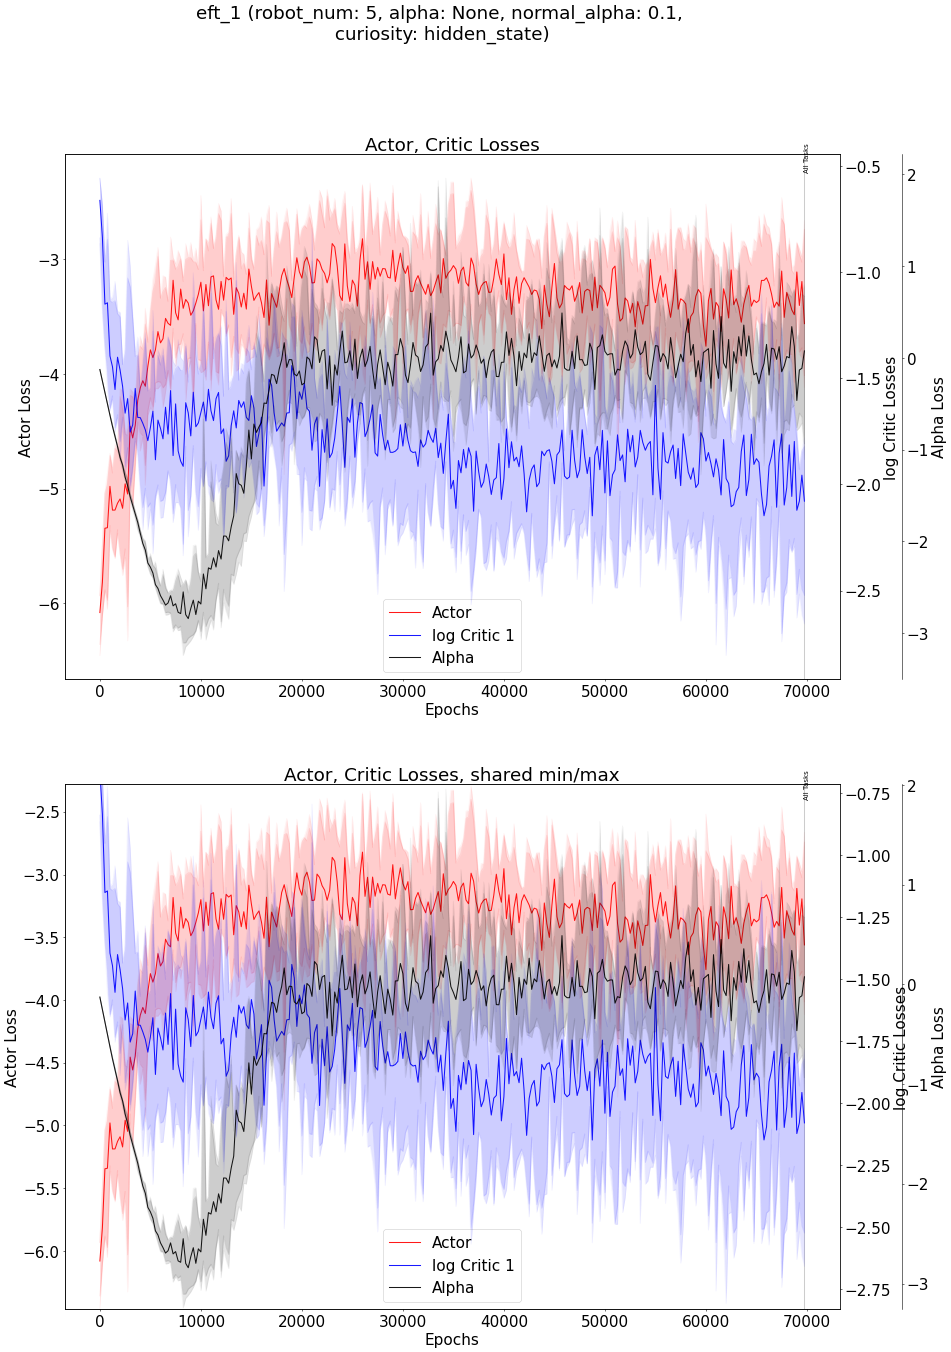 eft_1 (robot_num: 5, alpha: None, normal_alpha: 0.1,
curiosity: hidden_state)
Actor, Critic Losses
All Tasks
−3
−4
−5
−6
Actor Loss
−0.5
−1.0
−1.5
−2.0
−2.5
log Critic Losses
2
1
0
−1
−2
−3
Alpha Loss
Actor
log Critic 1
Alpha
0
10000
20000
30000
40000
50000
60000
70000
Epochs
Actor, Critic Losses, shared min/max
All Tasks
−2.5
−3.0
−3.5
−4.0
−4.5
−5.0
−5.5
−6.0
Actor Loss
−0.75
−1.00
−1.25
−1.50
−1.75
−2.00
−2.25
−2.50
−2.75
log Critic Losses
2
1
0
−1
−2
−3
Alpha Loss
Actor
log Critic 1
Alpha
0
10000
20000
30000
40000
50000
60000
70000
Epochs